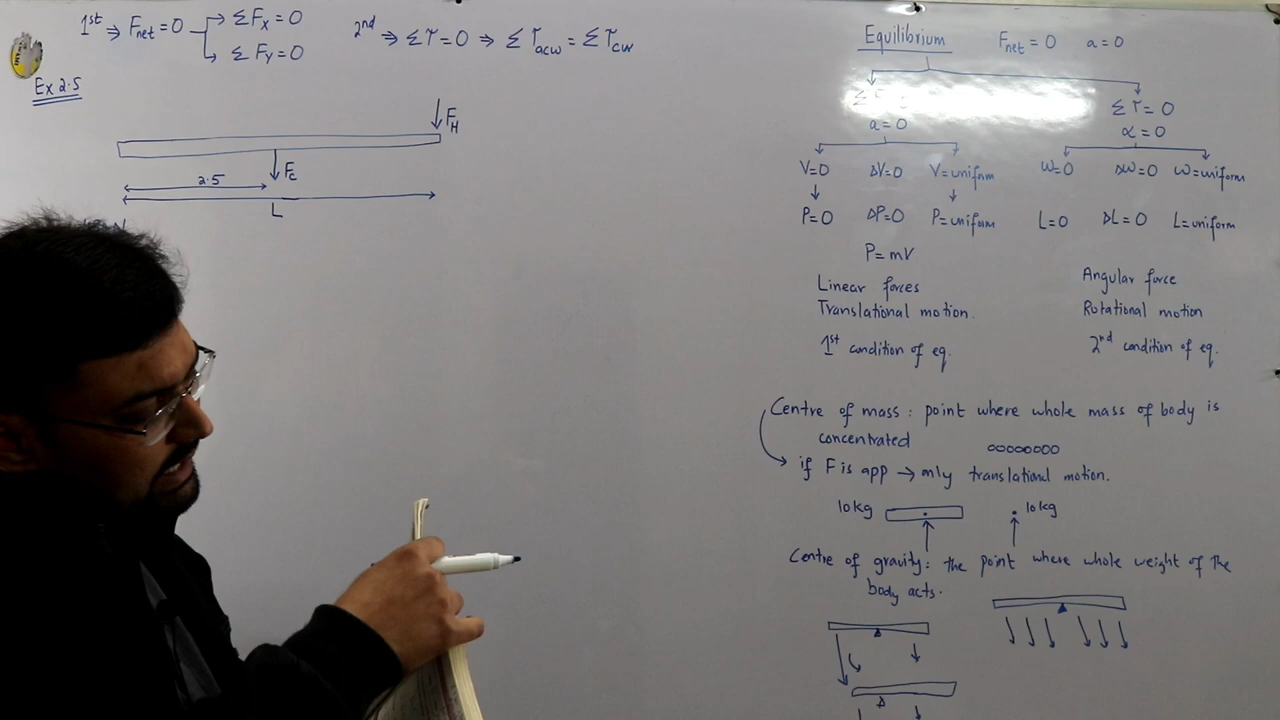 1st ⇒ Fnet = 0 → ΣFx = 0
→ ΣFy = 0
2nd ⇒ Στ = 0 ⇒ Στacw = Στcw
Ex 2.5
FH
Fc
2.5
L
Equilibrium Fnet = 0 a = 0
a = 0
Στ = 0
α = 0
V=0 ΔV=0 V=uniform
ω=0 Δω=0 ω=uniform
P=0 ΔP=0 P=uniform
L=0 ΔL=0 L=uniform
P=mV
Linear forces
Translational motion.
1st condition of eq.
Angular force
Rotational motion
2nd condition of eq.
Centre of mass : point where whole mass of body is
concentrated
if F is app → only translational motion.
10kg 10kg
Centre of gravity: the point where whole weight of the
body acts.